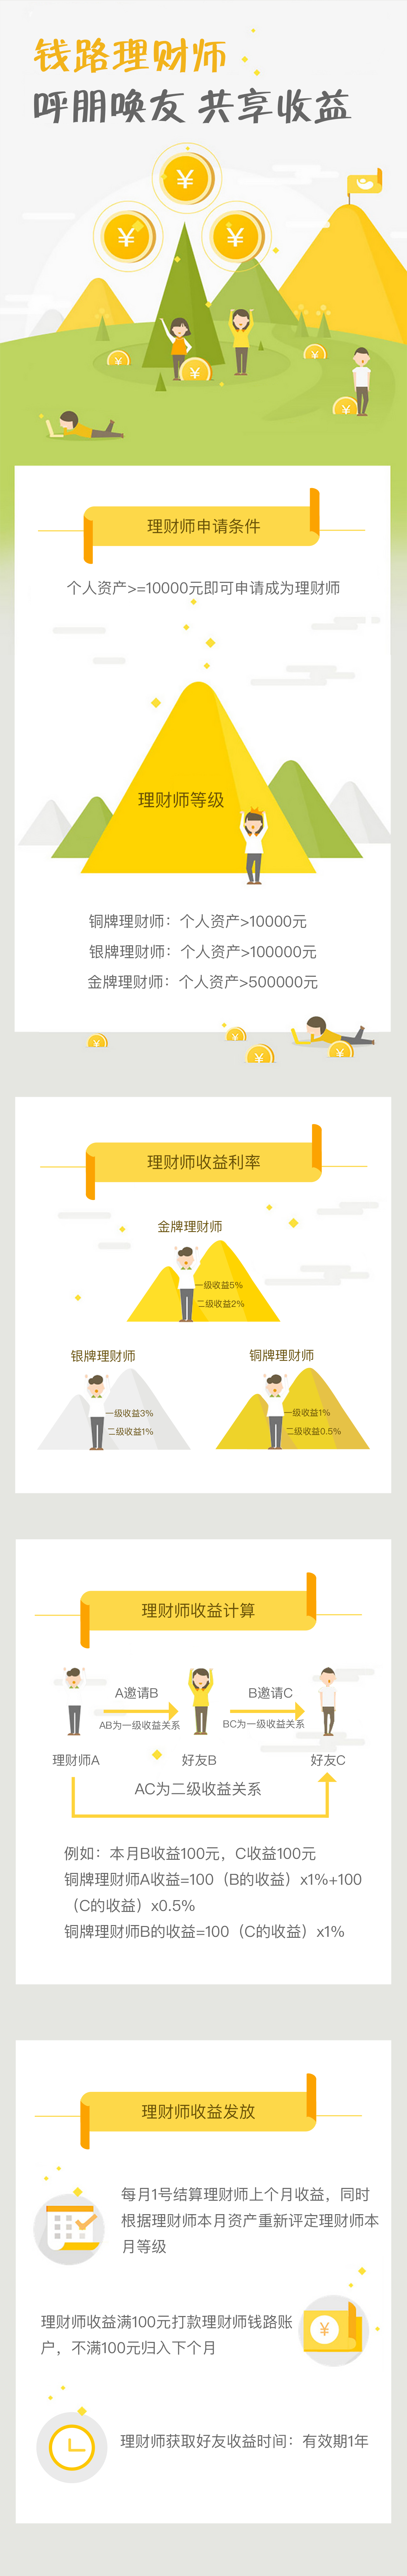 钱路理财师
呼朋唤友 共享收益
¥
¥ ¥
¥ ¥ ¥ ¥
理财师申请条件
个人资产>=10000元即可申请成为理财师
理财师等级
铜牌理财师：个人资产>10000元
银牌理财师：个人资产>100000元
金牌理财师：个人资产>500000元
¥ ¥ ¥ ¥
理财师收益利率
金牌理财师
一级收益5%
二级收益2%
银牌理财师
一级收益3%
二级收益1%
铜牌理财师
一级收益1%
二级收益0.5%
理财师收益计算
A邀请B
AB为一级收益关系
B邀请C
BC为一级收益关系
理财师A 好友B 好友C
AC为二级收益关系
例如：本月B收益100元，C收益100元
铜牌理财师A收益=100（B的收益）x1%+100
（C的收益）x0.5%
铜牌理财师B的收益=100（C的收益）x1%
理财师收益发放
每月1号结算理财师上个月收益，同时
根据理财师本月资产重新评定理财师本
月等级
理财师收益满100元打款理财师钱路账
户，不满100元归入下个月
¥
理财师获取好友收益时间：有效期1年